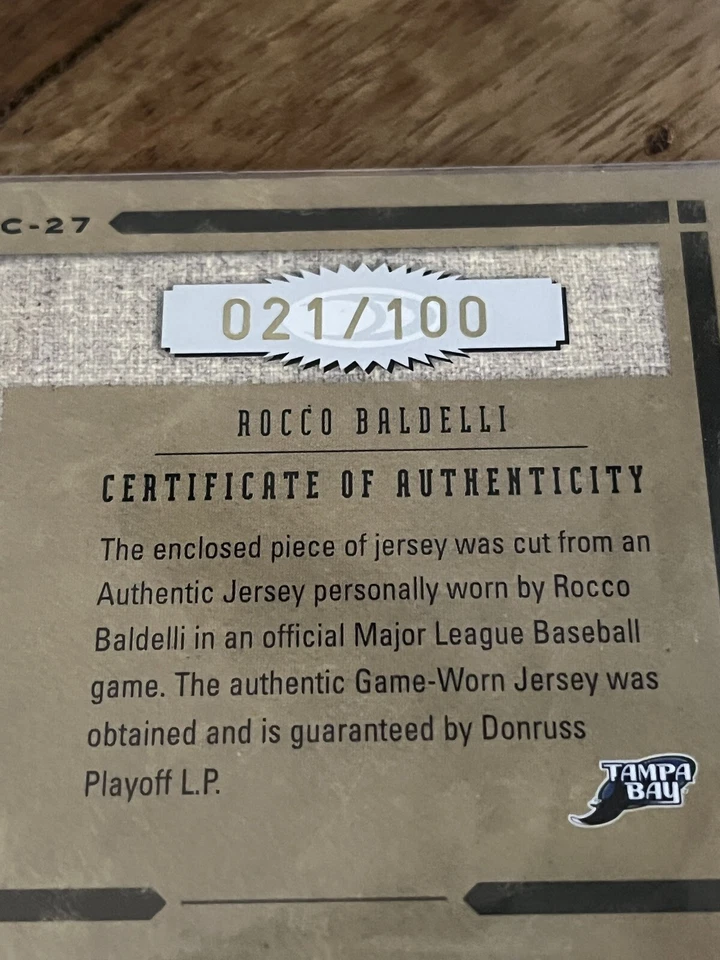 C-27
021/100
ROCCO BALDELLI
CERTIFICATE OF AUTHENTICITY
The enclosed piece of jersey was cut from an
Authentic Jersey personally worn by Rocco
Baldelli in an official Major League Baseball
game. The authentic Game-Worn Jersey was
obtained and is guaranteed by Donruss
Playoff L.P.
TAMPA
BAY